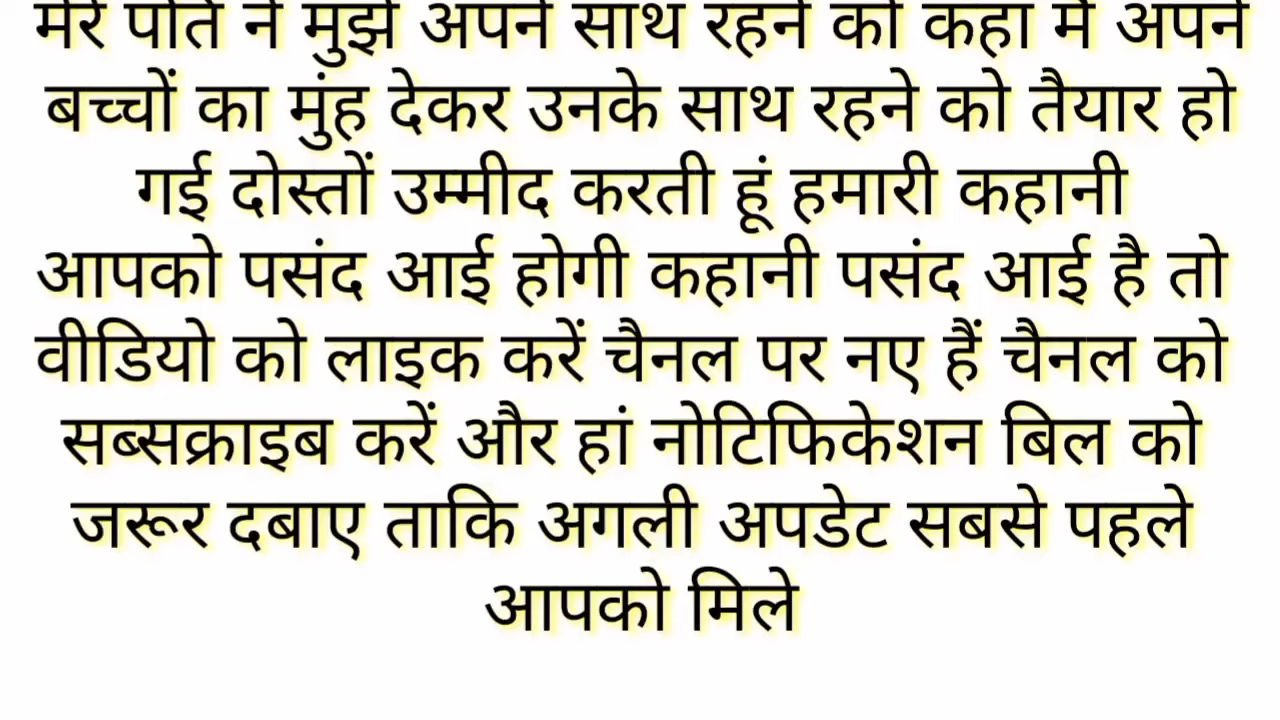 मेरे पति ने मुझे अपने साथ रहने को कहा मैं अपने
बच्चों का मुंह देकर उनके साथ रहने को तैयार हो
गई दोस्तों उम्मीद करती हूं हमारी कहानी
आपको पसंद आई होगी कहानी पसंद आई है तो
वीडियो को लाइक करें चैनल पर नए हैं चैनल को
सब्सक्राइब करें और हां नोटिफिकेशन बिल को
जरूर दबाए ताकि अगली अपडेट सबसे पहले
आपको मिले